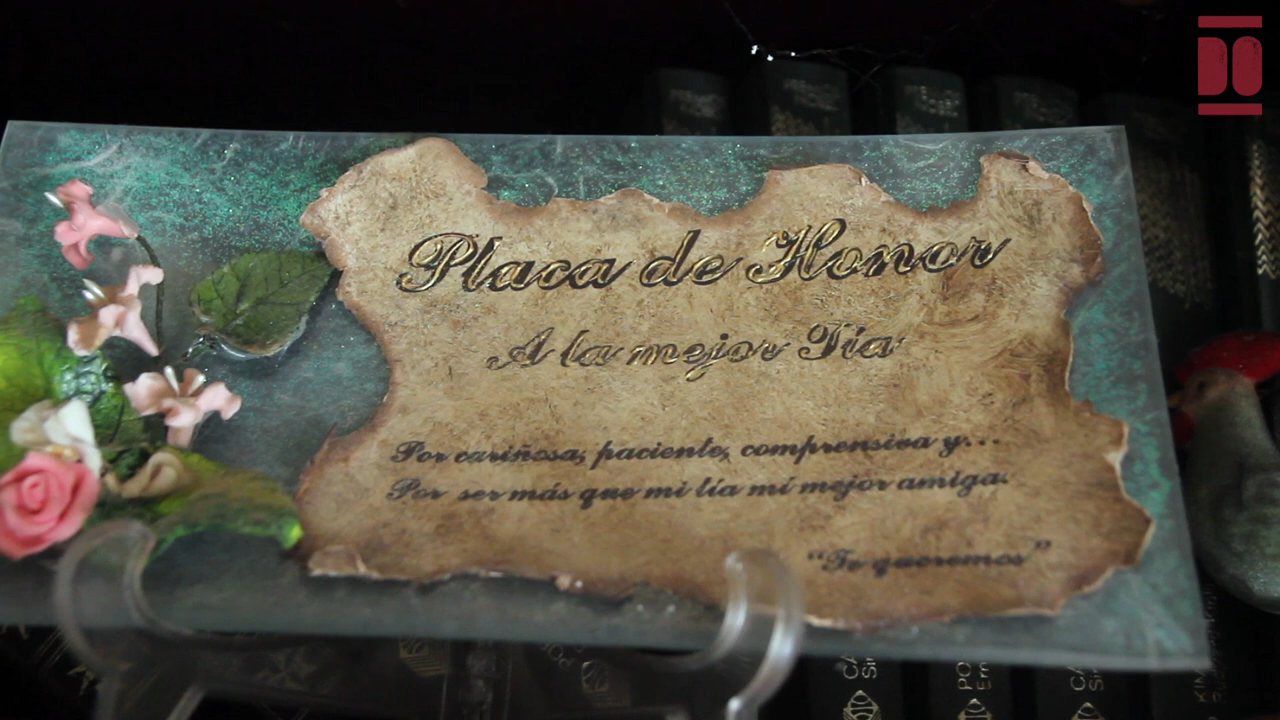 DO
Placa de Honor
A la mejor Tía
Por cariñosa, paciente, comprensiva y...
Por ser más que mi tía mi mejor amiga.
“Te queremos”